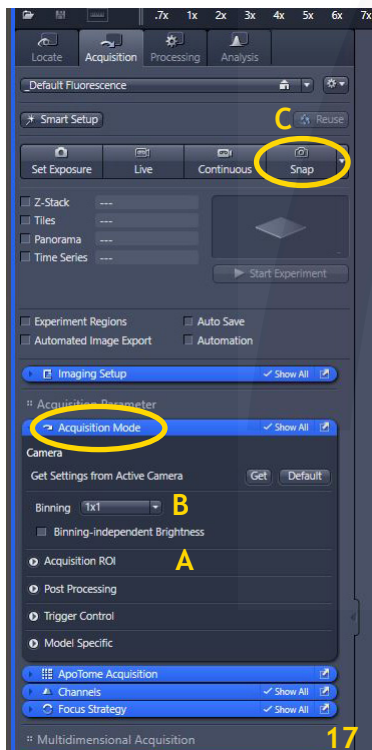 .7x 1x 2x 3x 4x 5x 6x 7x
Locate Acquisition Processing Analysis
_Default Fluorescence
Smart Setup C Reuse
Set Exposure Live Continuous Snap
Z-Stack ---
Tiles ---
Panorama ---
Time Series ---
Start Experiment
Experiment Regions Auto Save
Automated Image Export Automation
Imaging Setup Show All
Acquisition Parameter
Acquisition Mode Show All
Camera
Get Settings from Active Camera Get Default
Binning 1x1 B
Binning-independent Brightness
Acquisition ROI A
Post Processing
Trigger Control
Model Specific
ApoTome Acquisition
Channels Show All
Focus Strategy Show All
Multidimensional Acquisition 17